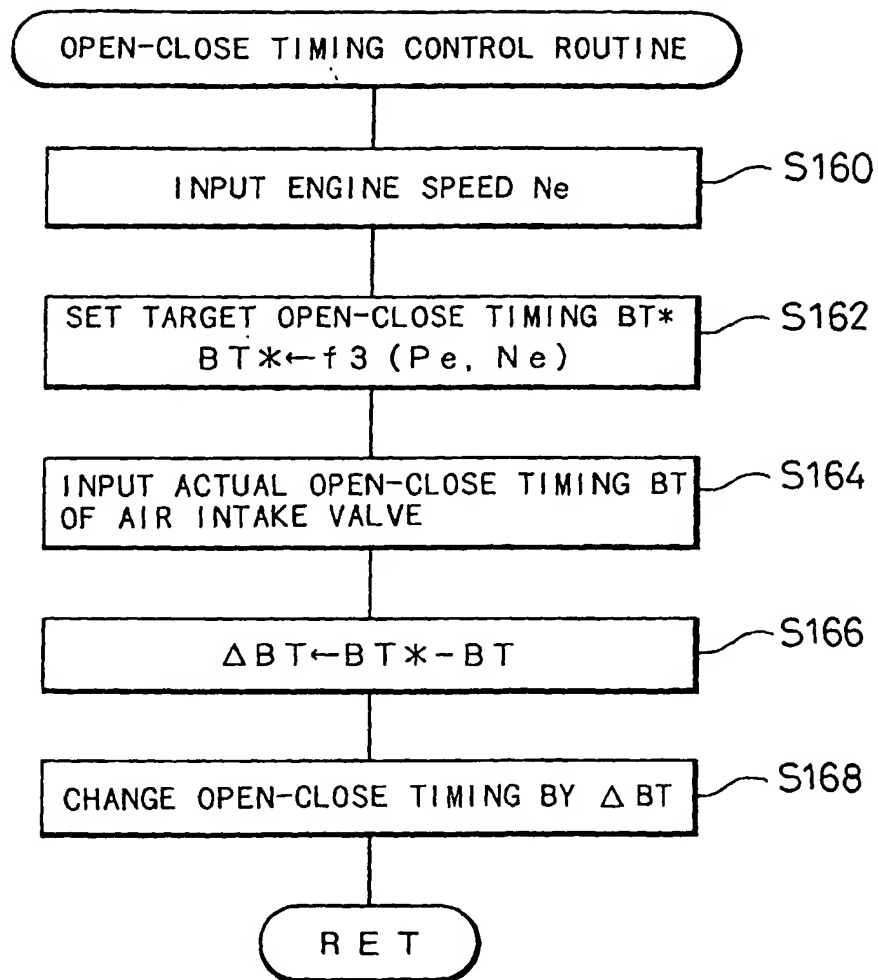 OPEN-CLOSE TIMING CONTROL ROUTINE
INPUT ENGINE SPEED Ne
S160
SET TARGET OPEN-CLOSE TIMING BT*
BT*←f3 (Pe, Ne)
S162
INPUT ACTUAL OPEN-CLOSE TIMING BT
OF AIR INTAKE VALVE
S164
ΔBT←BT*-BT
S166
CHANGE OPEN-CLOSE TIMING BY ΔBT
S168
RET